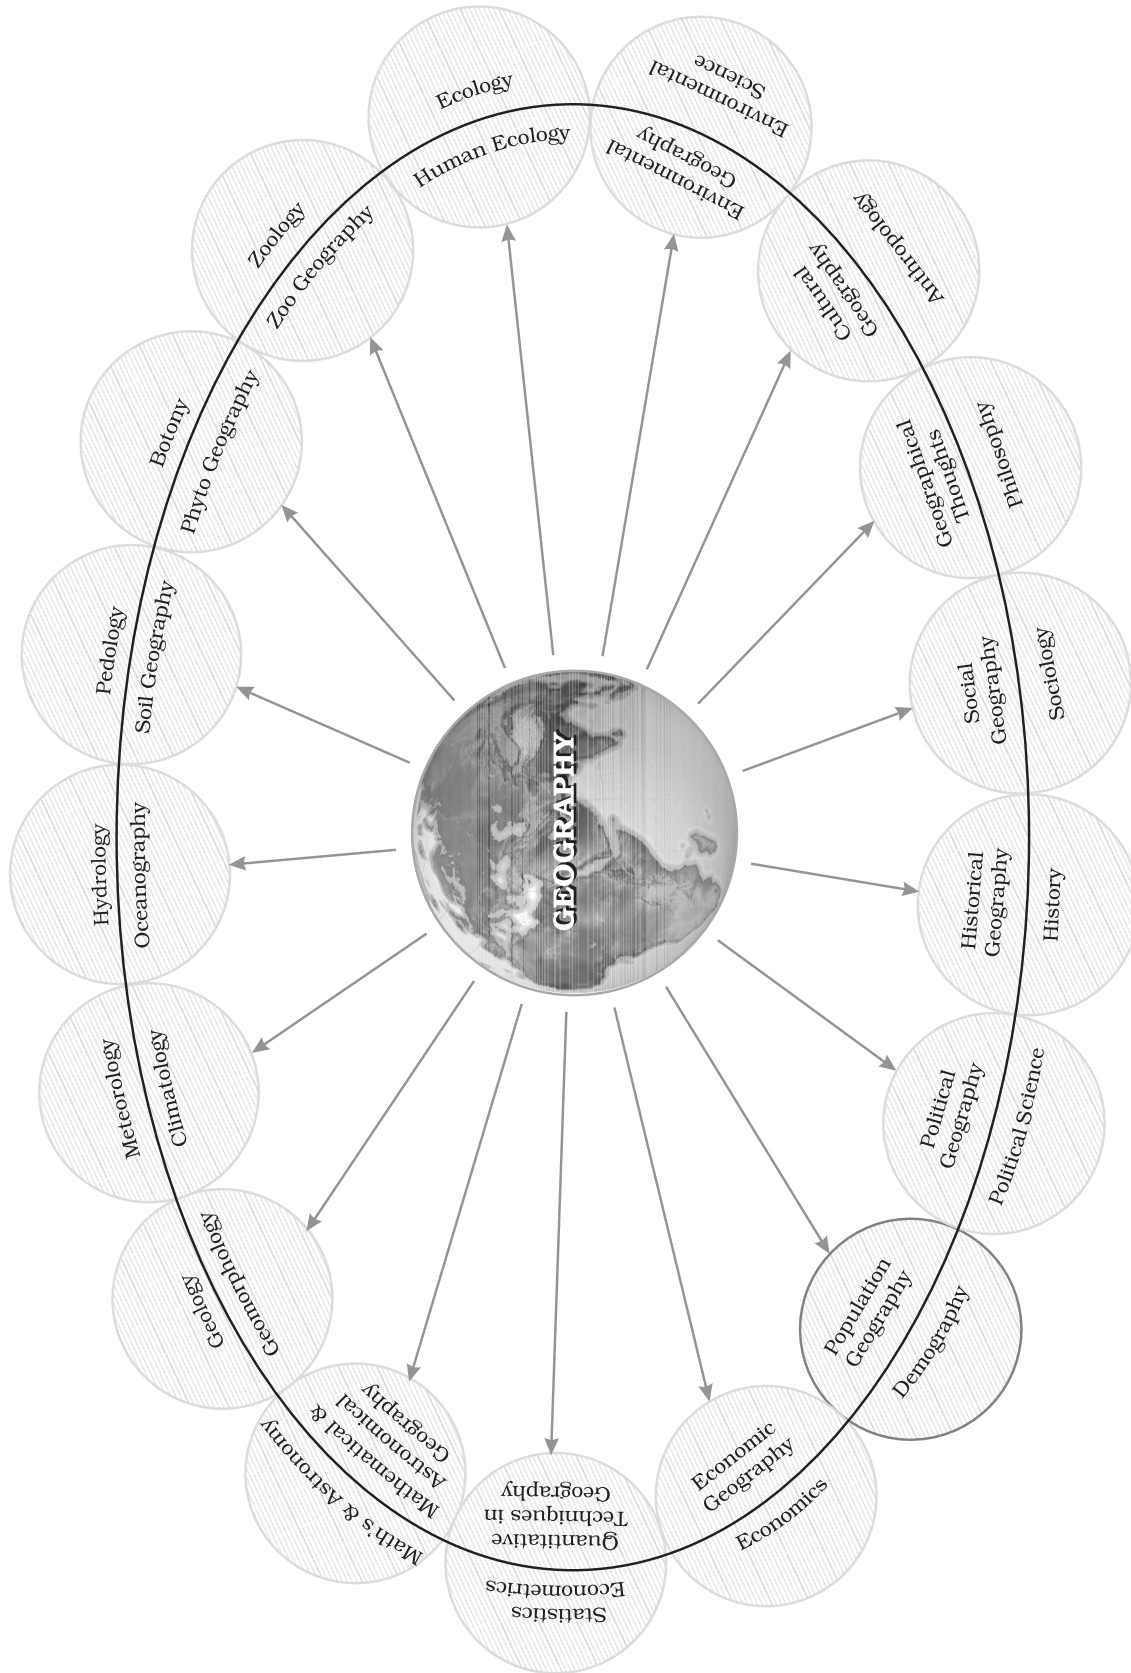 GEOGRAPHY
Ecology
Human Ecology
Environmental
Science
Environmental
Geography
Anthropology
Cultural
Geography
Philosophy
Geographical
Thoughts
Sociology
Social
Geography
History
Historical
Geography
Political Science
Political
Geography
Demography
Population
Geography
Economics
Economic
Geography
Statistics
Econometrics
Quantitative
Techniques in
Geography
Math's & Astronomy
Mathematical &
Astronomical
Geography
Geology
Geomorphology
Meteorology
Climatology
Hydrology
Oceanography
Pedology
Soil Geography
Botony
Phyto Geography
Zoology
Zoo Geography